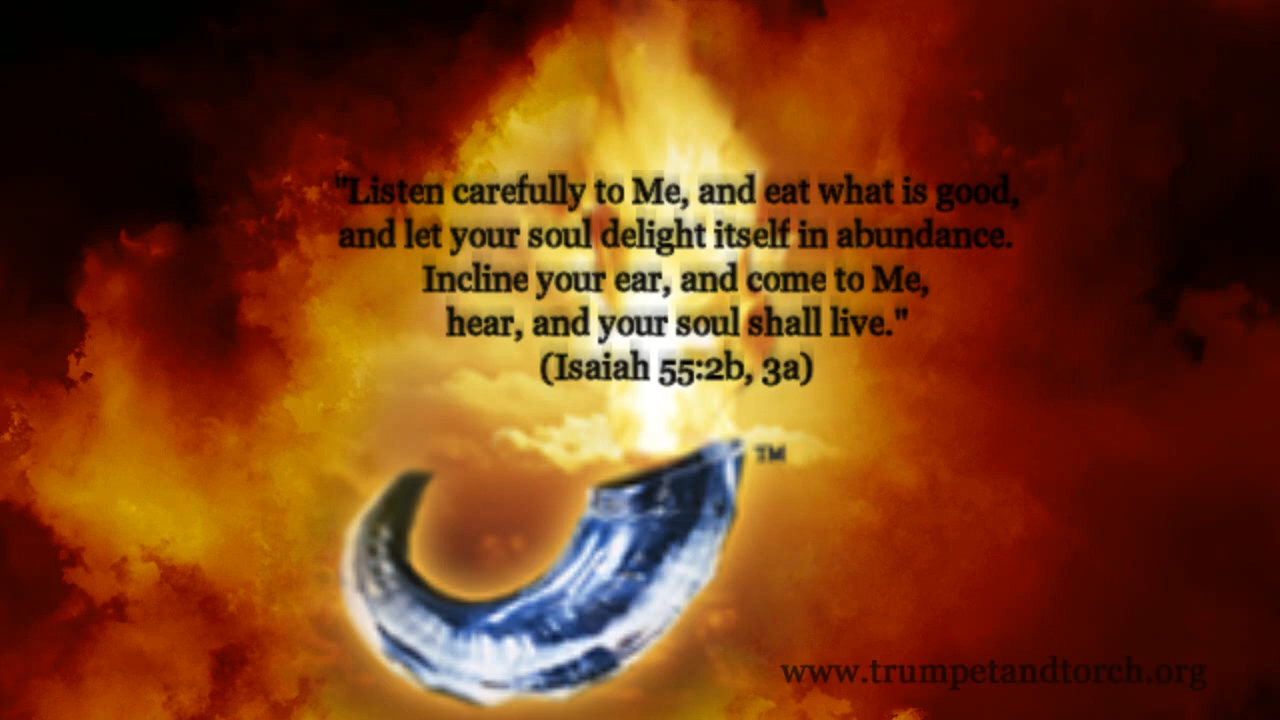 "Listen carefully to Me, and eat what is good,
and let your soul delight itself in abundance.
Incline your ear, and come to Me,
hear, and your soul shall live."
(Isaiah 55:2b, 3a)
TM
www.trumpetandtorch.org